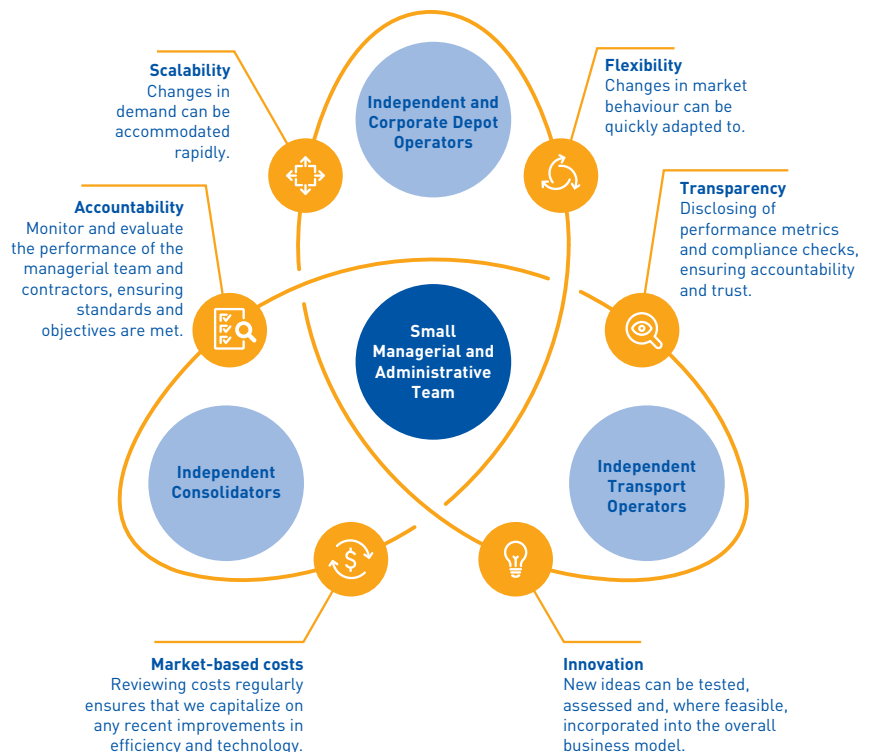 Scalability
Changes in
demand can be
accommodated
rapidly.
Independent and
Corporate Depot
Operators
Flexibility
Changes in market
behaviour can be
quickly adapted to.
Accountability
Monitor and evaluate
the performance of the
managerial team and
contractors, ensuring
standards and
objectives are met.
Transparency
Disclosing of
performance metrics
and compliance checks,
ensuring accountability
and trust.
Small
Managerial and
Administrative
Team
Independent
Consolidators
Independent
Transport
Operators
$
Market-based costs
Reviewing costs regularly
ensures that we capitalize on
any recent improvements in
efficiency and technology.
Innovation
New ideas can be tested,
assessed and, where feasible,
incorporated into the overall
business model.